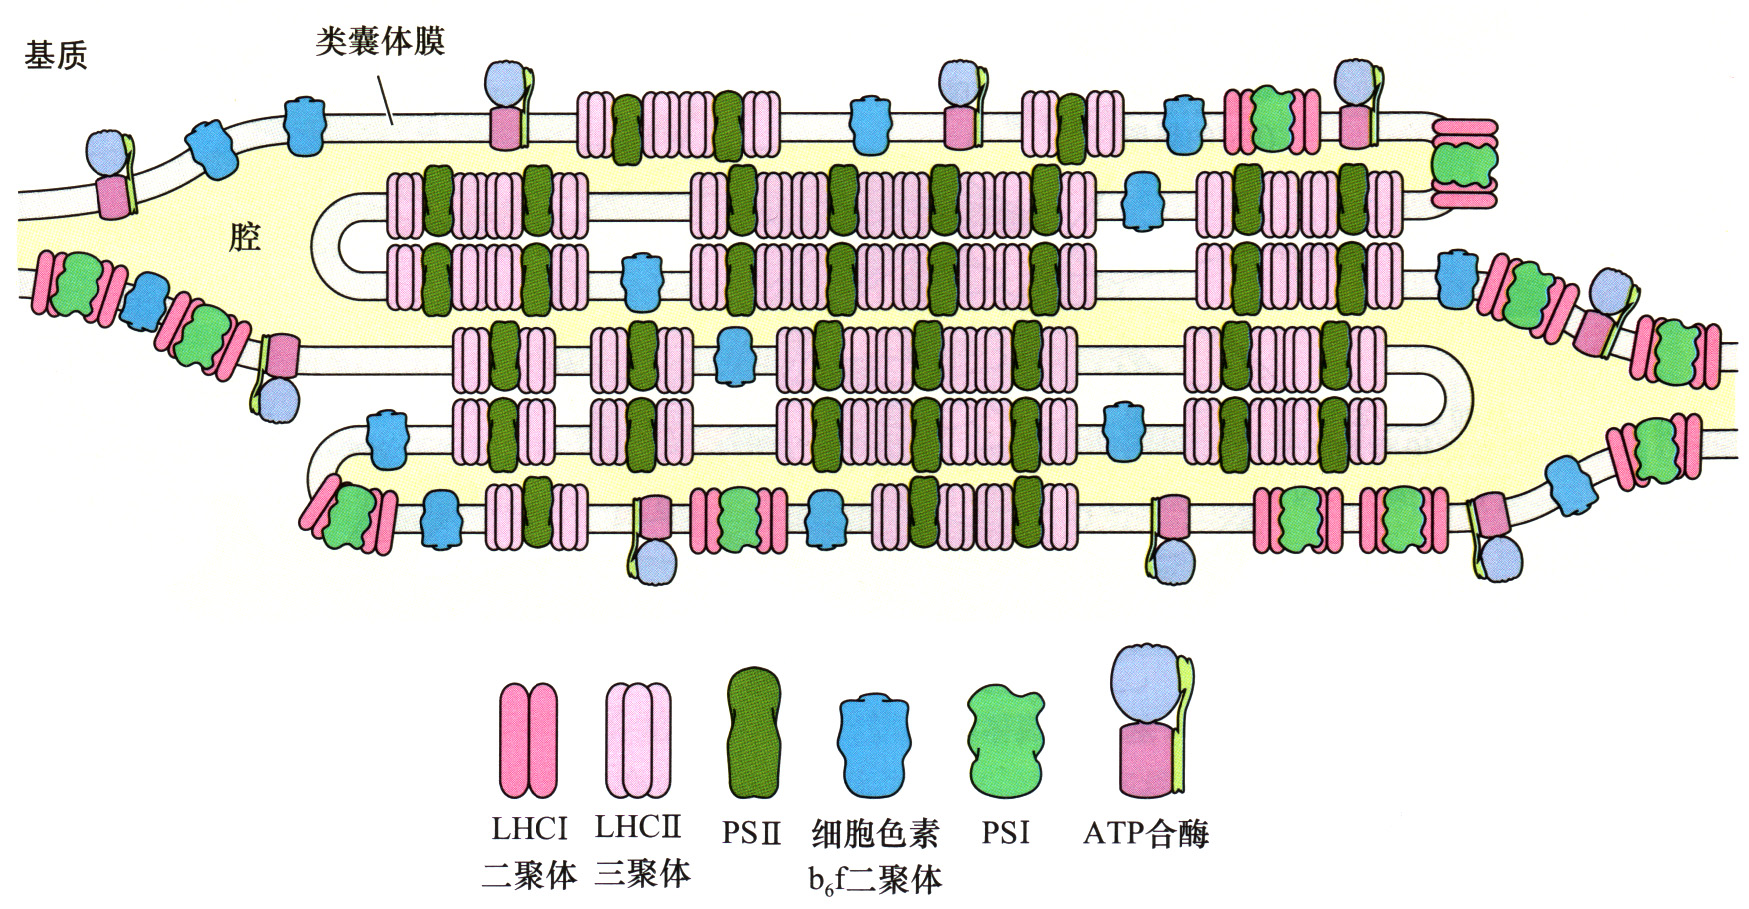 类囊体膜
基质
腔
LHCI
二聚体
LHCⅡ
三聚体
PSⅡ
细胞色素
b₆f二聚体
PSI
ATP合酶